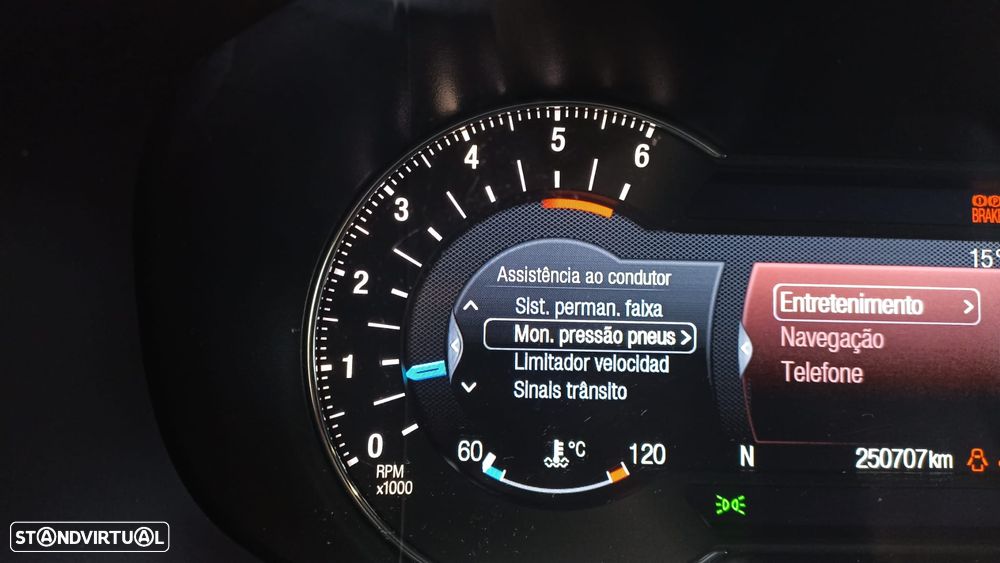 5
4
6
3
2
1
0
RPM
x1000
Assistência ao condutor
Sist. perman. faixa
Mon. pressão pneus >
Limitador velocidad
Sinais trânsito
60
°C
120
15°
Entretenimento >
Navegação
Telefone
N
250707km
STANDVIRTUAL